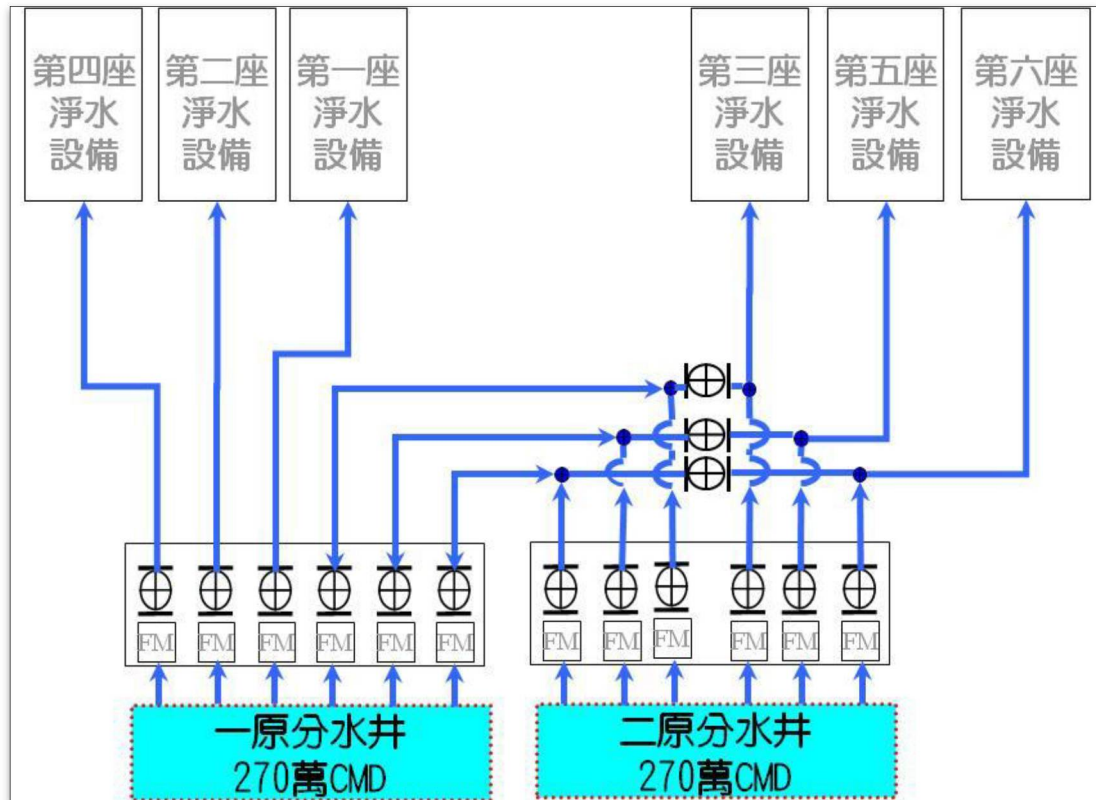 第四座
淨水
設備
第二座
淨水
設備
第一座
淨水
設備
第三座
淨水
設備
第五座
淨水
設備
第六座
淨水
設備
FM
FM
FM
FM
FM
FM
FM
FM
FM
FM
FM
FM
一原分水井
270萬CMD
二原分水井
270萬CMD